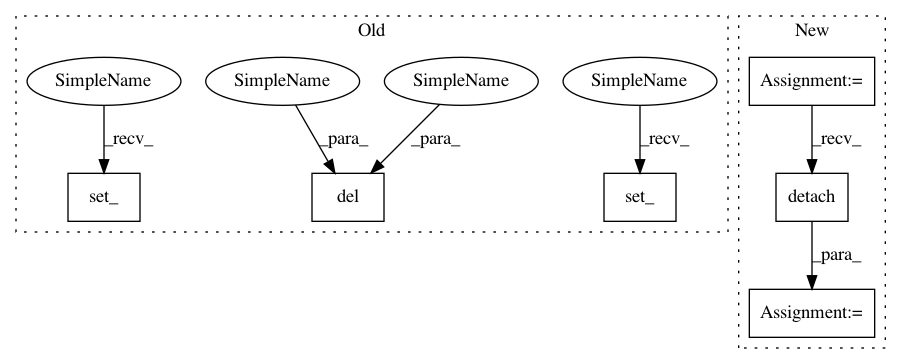 Old
New
SimpleName
SimpleName
SimpleName
SimpleName
Assignment:=
_recv_
_para_
_para_
_recv_
_recv_
set_
del
set_
detach
_para_
Assignment:=